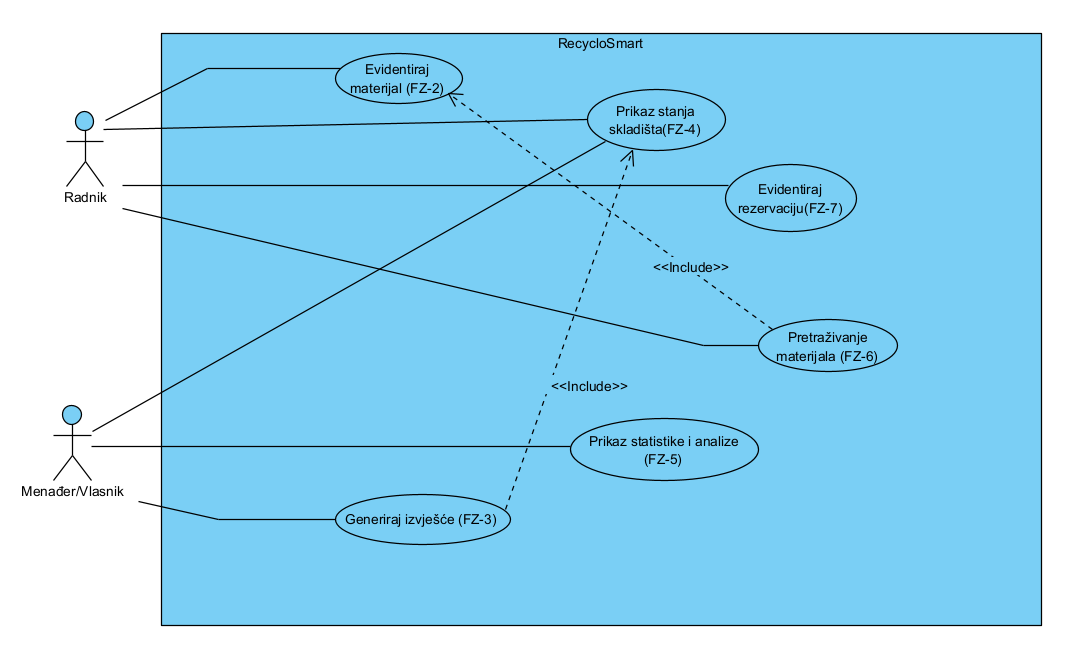 RecycloSmart
Evidentiraj
materijal (FZ-2)
Prikaz stanja
skladišta(FZ-4)
Radnik
Evidentiraj
rezervaciju(FZ-7)
<<Include>>
Pretraživanje
materijala (FZ-6)
<<Include>>
Prikaz statistike i analize
(FZ-5)
Menađer/Vlasnik
Generiraj izvješće (FZ-3)